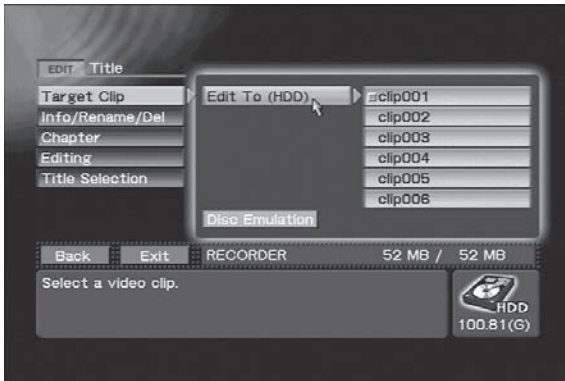 EDIT Title
Target Clip
Info/Rename/Del
Chapter
Editing
Title Selection
Edit To (HDD)
clip001
clip002
clip003
clip004
clip005
clip006
Disc Emulation
Back Exit RECORDER 52 MB / 52 MB
Select a video clip.
HDD
100.81(G)